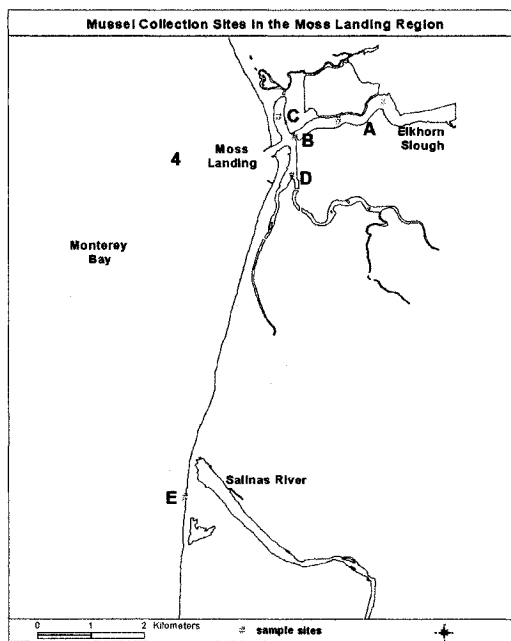 Mussel Collection Sites in the Moss Landing Region
C
A
Elkhorn
Slough
B
Moss
Landing
4
D
Monterey
Bay
Salinas River
E
0 1 2 Kilometers
# sample sites